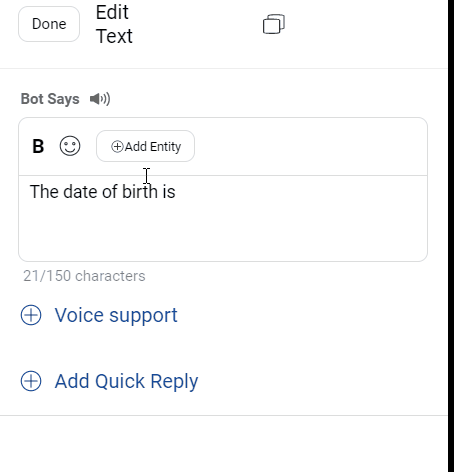 Done
Edit
Text
Bot Says
B
Add Entity
The date of birth is
21/150 characters
Voice support
Add Quick Reply